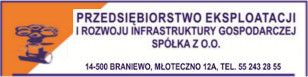 PRZEDSIĘBIORSTWO EKSPLOATACJI
I ROZWOJU INFRASTRUKTURY GOSPODARCZEJ
SPÓŁKA Z O.O.
14-500 BRANIEWO, MŁOTECZNO 12A, TEL. 55 243 28 55